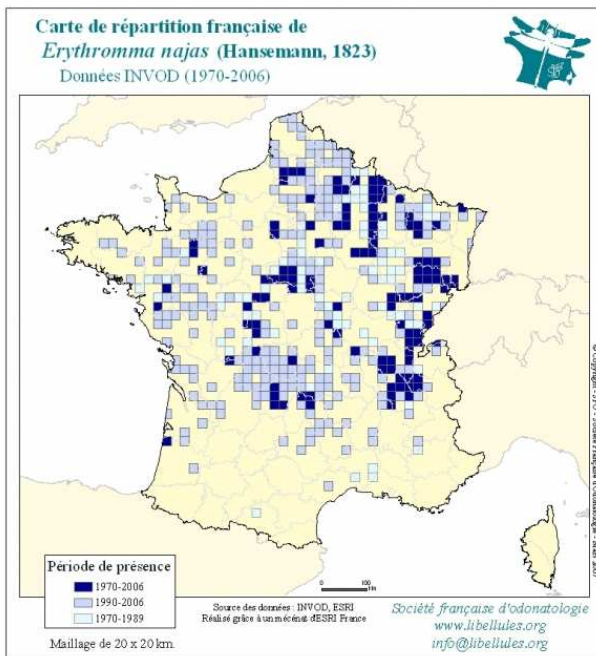 Carte de répartition française de
Erythromma najas (Hansemann, 1823)
Données INVOD (1970-2006)
Période de présence
1970-2006
1990-2006
1970-1989
Maillage de 20 x 20 km.
0 100
Source des données : INVOD, ESRI
Réalisé grâce à un mécénat d'ESRI France
Société française d'odonatologie
www.libellules.org
info@libellules.org